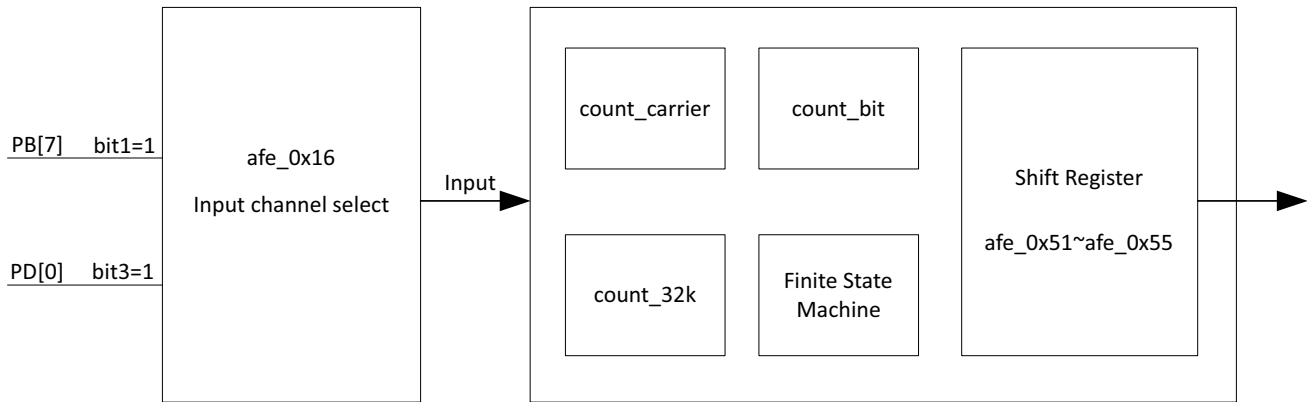 PB[7] bit1=1
PD[0] bit3=1
afe_0x16
Input channel select
Input
count_carrier
count_bit
count_32k
Finite State
Machine
Shift Register
afe_0x51~afe_0x55